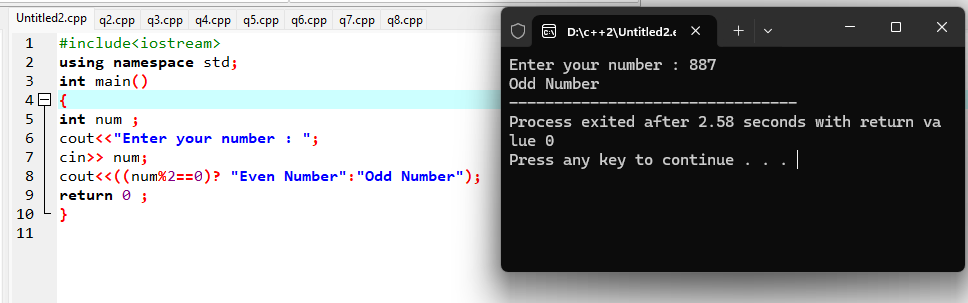 Untitled2.cpp q2.cpp q3.cpp q4.cpp q5.cpp q6.cpp q7.cpp q8.cpp
1 #include<iostream>
2 using namespace std;
3 int main()
4 {
5 int num ;
6 cout<<"Enter your number : ";
7 cin>> num;
8 cout<<((num%2==0)? "Even Number":"Odd Number");
9 return 0 ;
10 }
11
D:\c++2\Untitled2.e
Enter your number : 887
Odd Number
--------------------------------
Process exited after 2.58 seconds with return va
lue 0
Press any key to continue . . .